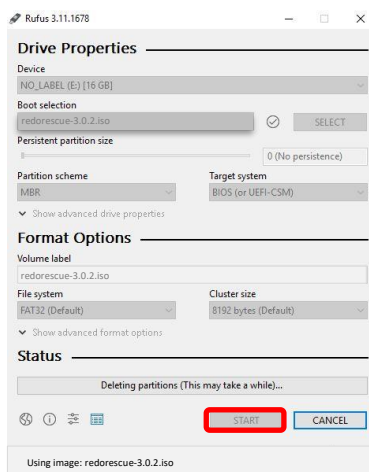 Rufus 3.11.1678
Drive Properties
Device
NO_LABEL (E:) [16 GB]
Boot selection
redorescue-3.0.2.iso
SELECT
Persistent partition size
0 (No persistence)
Partition scheme
Target system
MBR
BIOS (or UEFI-CSM)
Show advanced drive properties
Format Options
Volume label
redorescue-3.0.2.iso
File system
Cluster size
FAT32 (Default)
8192 bytes (Default)
Show advanced format options
Status
Deleting partitions (This may take a while)...
START
CANCEL
Using image: redorescue-3.0.2.iso